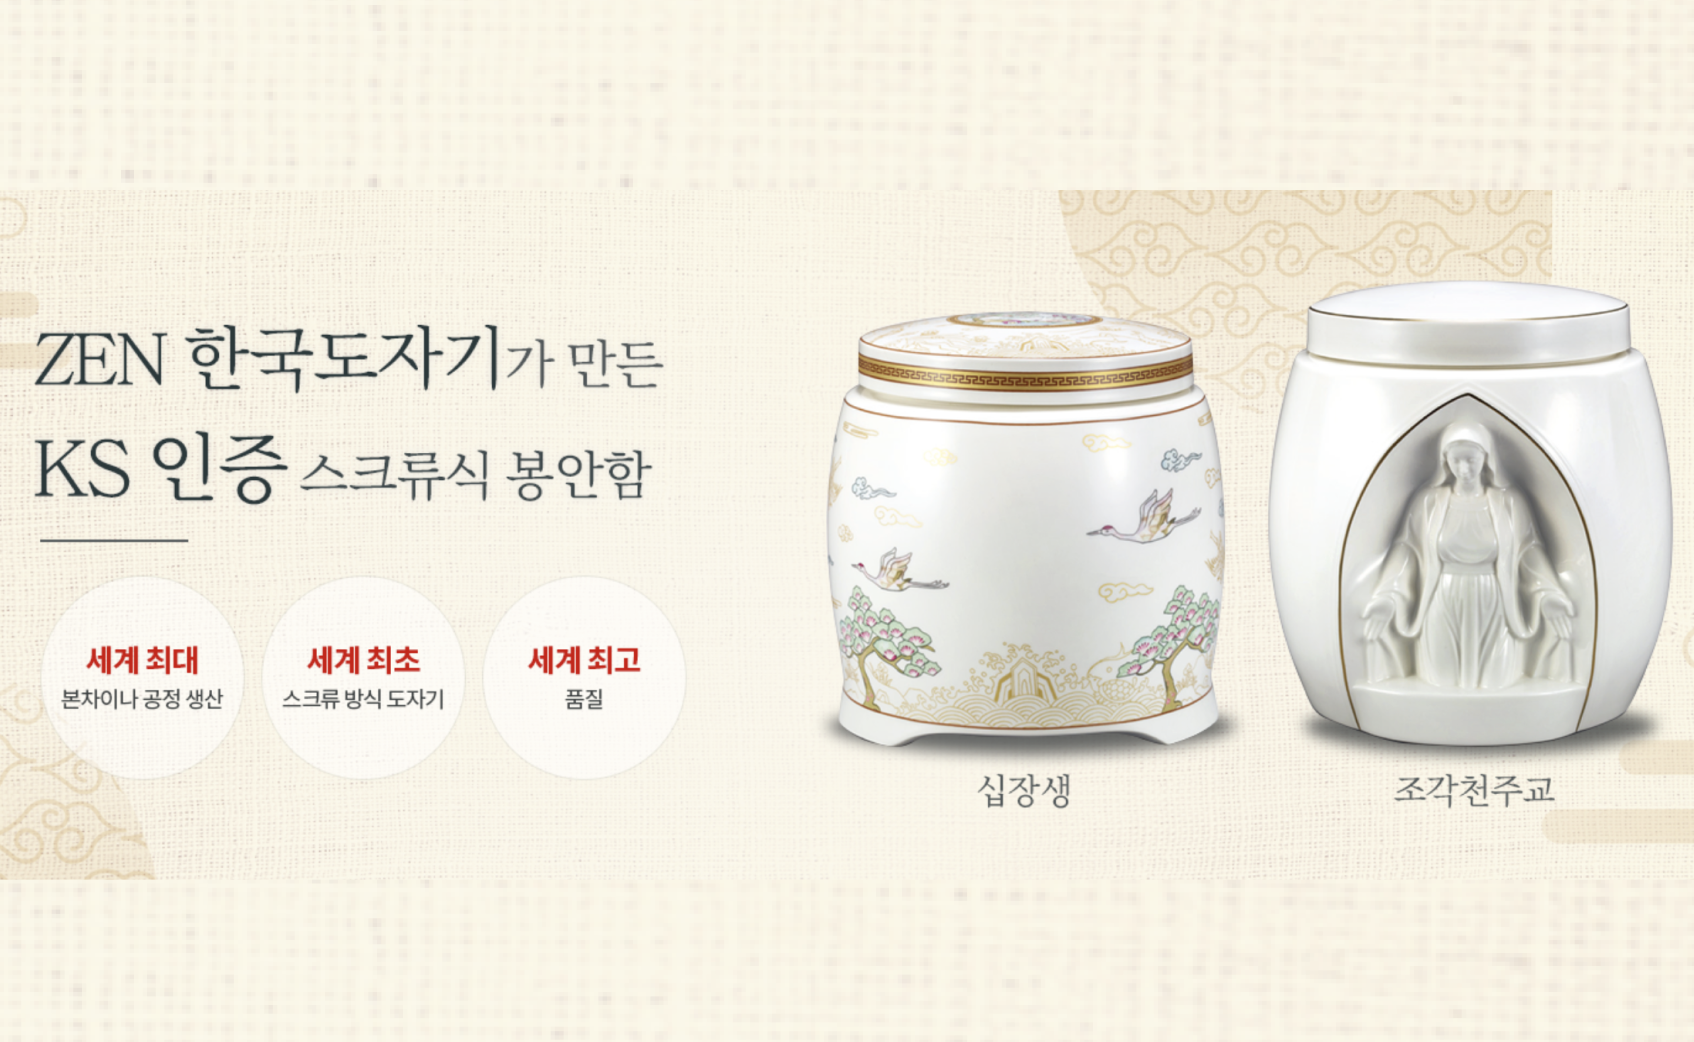 ZEN 한국도자기가 만든
KS 인증 스크류식 봉안함
세계 최대
본차이나 공정 생산
세계 최초
스크류 방식 도자기
세계 최고
품질
십장생
조각천주교